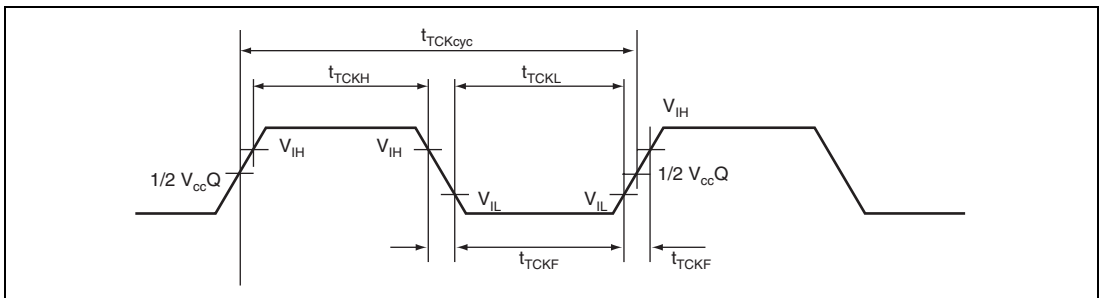 tTCKcyc
tTCKH
tTCKL
VIH
VIH
VIH
1/2 VccQ
1/2 VccQ
VIL
VIL
tTCKF
tTCKF